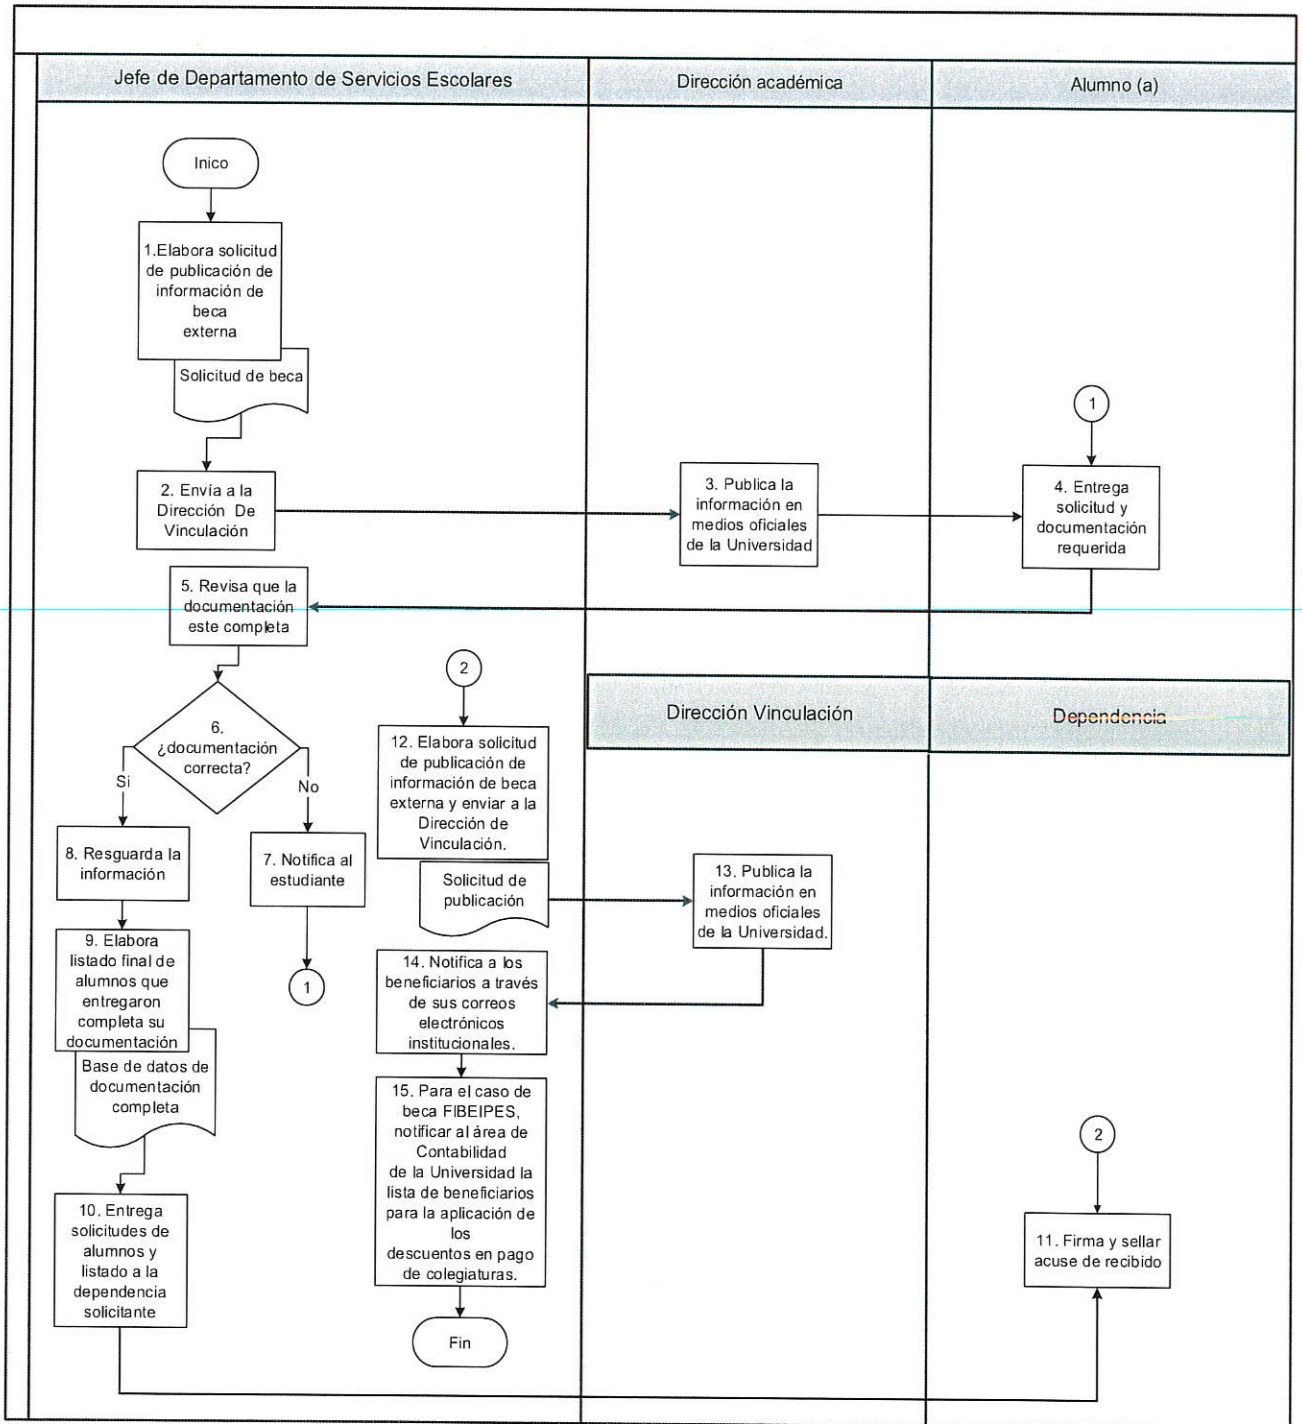 Jefe de Departamento de Servicios Escolares
Dirección académica
Alumno (a)
Inico
1.Elabora solicitud
de publicación de
información de
beca
externa
Solicitud de beca
2. Envía a la
Dirección De
Vinculación
3. Publica la
información en
medios oficiales
de la Universidad
1
4. Entrega
solicitud y
documentación
requerida
5. Revisa que la
documentación
este completa
6.
¿documentación
correcta?
Si
No
7. Notifica al
estudiante
1
8. Resguarda la
información
9. Elabora
listado final de
alumnos que
entregaron
completa su
documentación
Base de datos de
documentación
completa
10. Entrega
solicitudes de
alumnos y
listado a la
dependencia
solicitante
Dirección Vinculación
Dependencia
2
11. Firma y sellar
acuse de recibido
2
12. Elabora solicitud
de publicación de
información de beca
externa y enviar a la
Dirección de
Vinculación.
Solicitud de
publicación
13. Publica la
información en
medios oficiales
de la Universidad.
14. Notifica a los
beneficiarios a través
de sus correos
electrónicos
institucionales.
15. Para el caso de
beca FIBEIPES,
notificar al área de
Contabilidad
de la Universidad la
lista de beneficiarios
para la aplicación de
los
descuentos en pago
de colegiaturas.
Fin